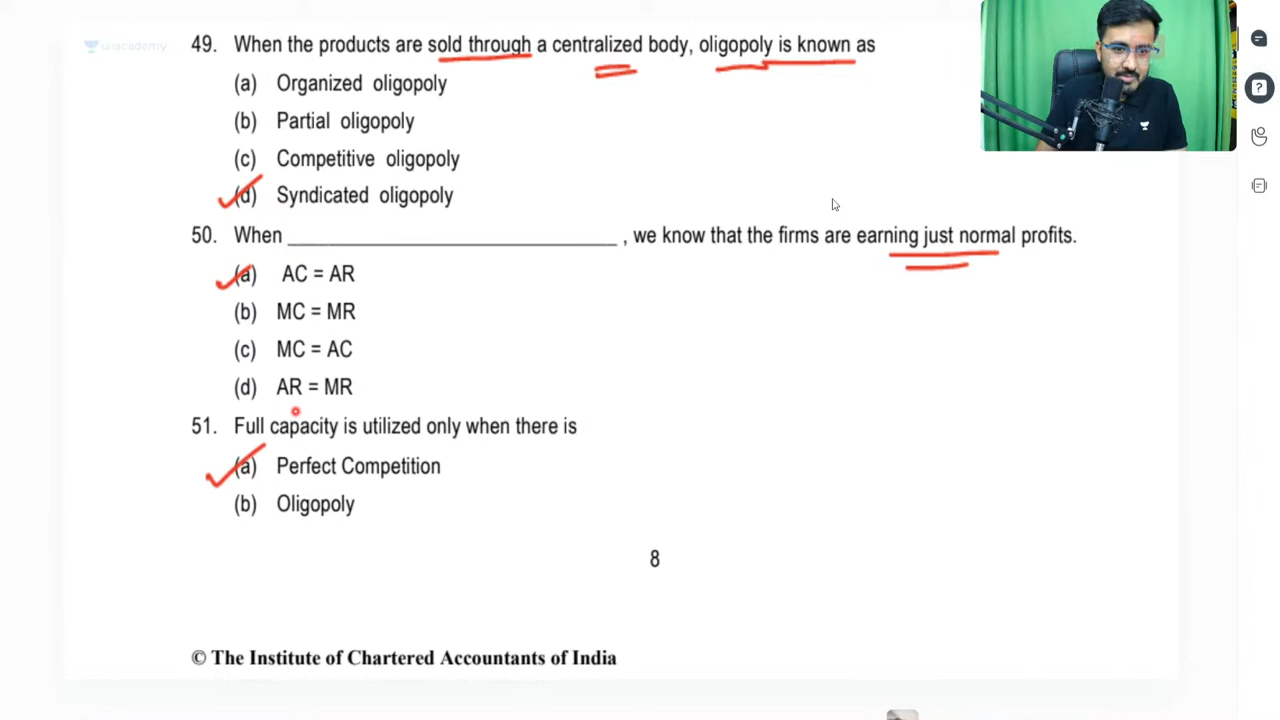 unacademy
49. When the products are sold through a centralized body, oligopoly is known as
(a) Organized oligopoly
(b) Partial oligopoly
(c) Competitive oligopoly
(d) Syndicated oligopoly
50. When ______________________________ , we know that the firms are earning just normal profits.
(a) AC = AR
(b) MC = MR
(c) MC = AC
(d) AR = MR
51. Full capacity is utilized only when there is
(a) Perfect Competition
(b) Oligopoly
8
© The Institute of Chartered Accountants of India